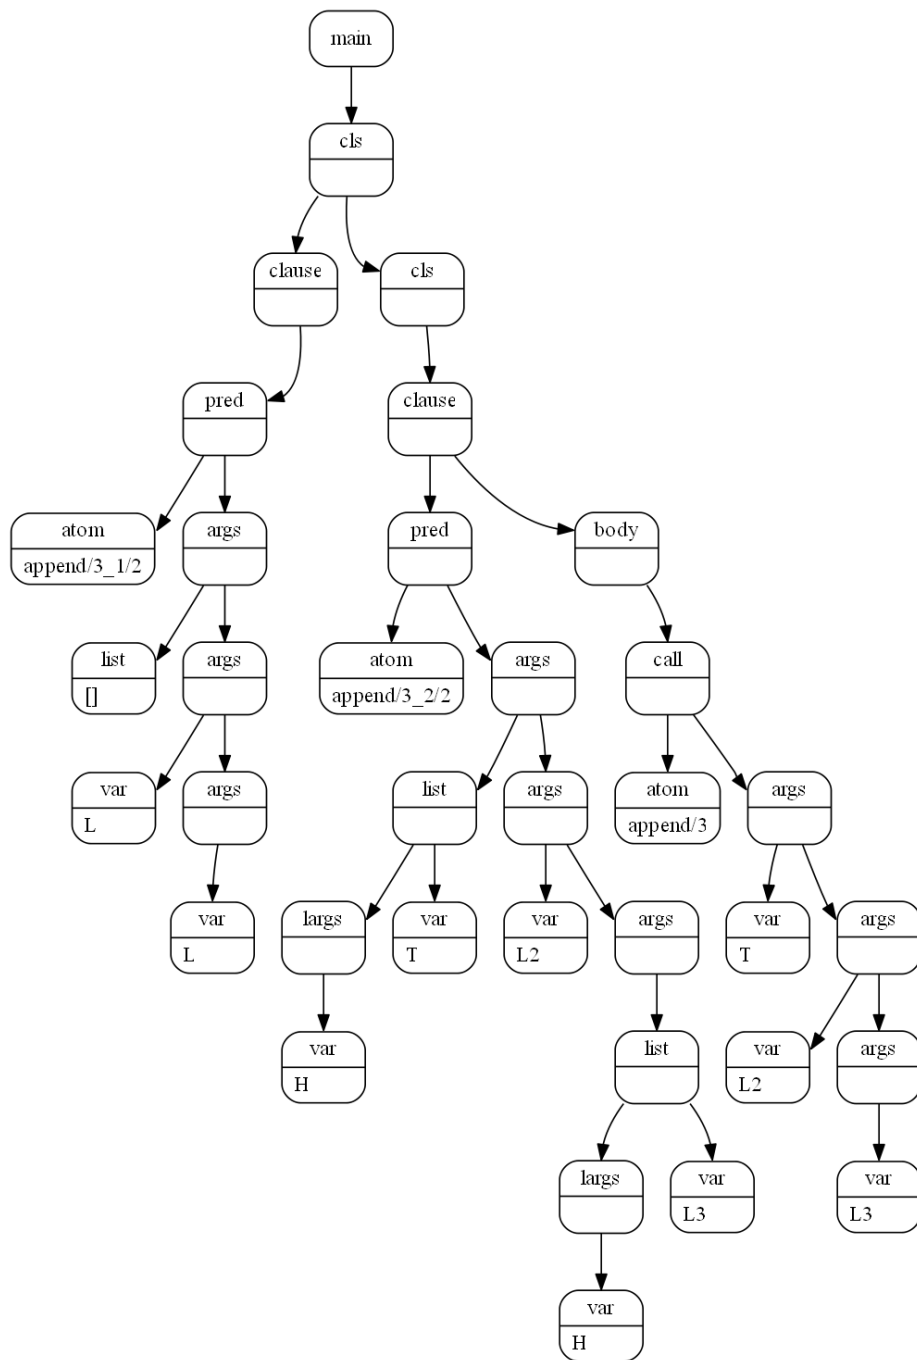 main
cls
clause
cls
pred
clause
atom
append/3_1/2
args
pred
body
list
[]
args
atom
append/3_2/2
args
call
var
L
args
list
args
atom
append/3
args
var
L
largs
var
T
var
L2
args
var
T
args
var
H
list
var
L2
args
largs
var
L3
var
L3
var
H